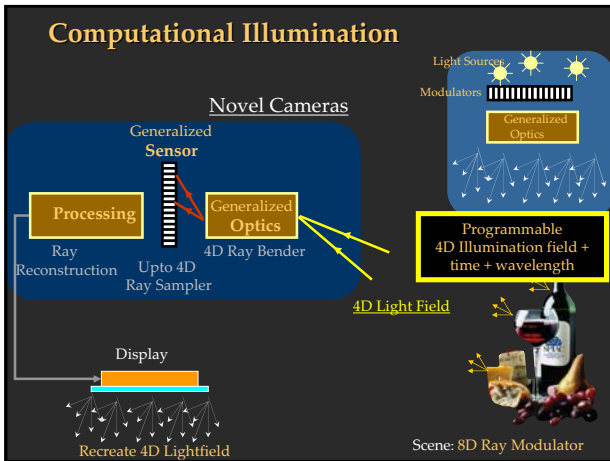 Computational Illumination
Light Sources
Modulators
Generalized
Optics
Novel Cameras
Generalized
Sensor
Processing
Generalized
Optics
Ray
Reconstruction
Upto 4D
Ray Sampler
4D Ray Bender
Programmable
4D Illumination field +
time + wavelength
4D Light Field
Display
Recreate 4D Lightfield
Scene: 8D Ray Modulator